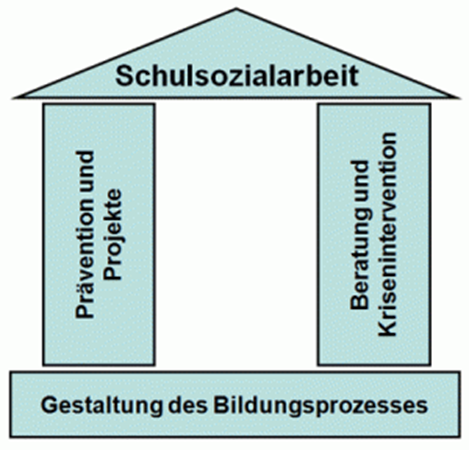 Schulsozialarbeit
Prävention und
Projekte
Beratung und
Krisenintervention
Gestaltung des Bildungsprozesses